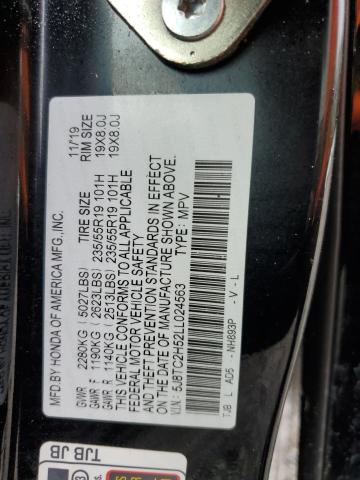 MFD.BY HONDA OF AMERICA MFG.,INC. 11/19
TIRE SIZE RIM SIZE
GVWR 2280KG ( 5027LBS)
GAWR F 1190KG ( 2623LBS) 235/55R19 101H 19X8.0J
GAWR R 1140KG ( 2513LBS) 235/55R19 101H 19X8.0J
THIS VEHICLE CONFORMS TO ALL APPLICABLE
FEDERAL MOTOR VEHICLE SAFETY
AND THEFT PREVENTION STANDARDS IN EFFECT
ON THE DATE OF MANUFACTURE SHOWN ABOVE.
V.I.N.: 5J8TC2H52LL024563 TYPE: MPV
TJB L AD5 - NH893P - V - L
TJB JB